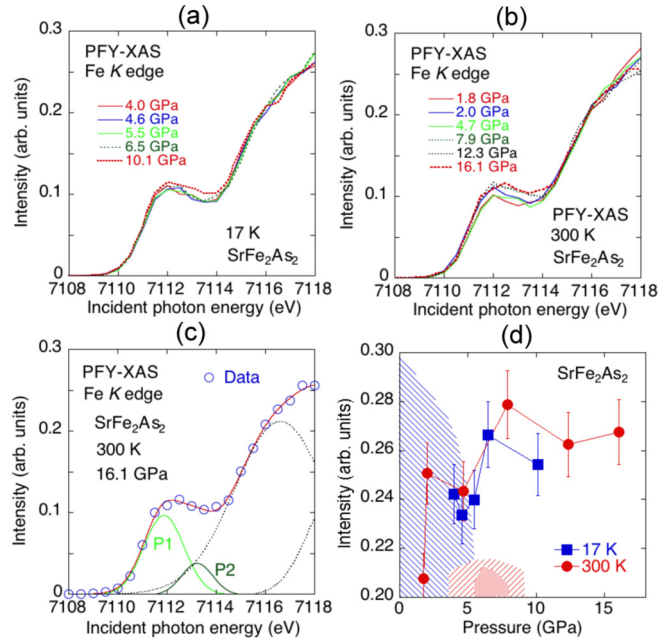 (a)
PFY-XAS
Fe K edge
4.0 GPa
4.6 GPa
5.5 GPa
6.5 GPa
10.1 GPa
17 K
SrFe₂As₂
Intensity (arb. units)
0.3
0.2
0.1
0
7108 7110 7112 7114 7116 7118
Incident photon energy (eV)
(b)
PFY-XAS
Fe K edge
1.8 GPa
2.0 GPa
4.7 GPa
7.9 GPa
12.3 GPa
16.1 GPa
PFY-XAS
300 K
SrFe₂As₂
Intensity (arb. units)
0.3
0.2
0.1
0
7108 7110 7112 7114 7116 7118
Incident photon energy (eV)
(c)
PFY-XAS
Fe K edge
Data
SrFe₂As₂
300 K
16.1 GPa
P1
P2
Intensity (arb. units)
0.3
0.2
0.1
0
7108 7110 7112 7114 7116 7118
Incident photon energy (eV)
(d)
SrFe₂As₂
17 K
300 K
Intensity (arb. units)
0.30
0.28
0.26
0.24
0.22
0.20
0 5 10 15
Pressure (GPa)